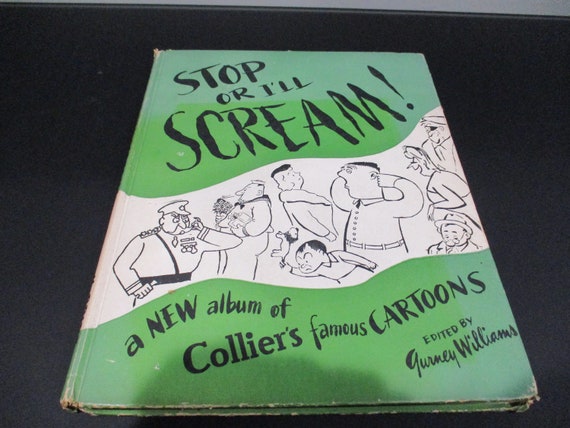 STOP
OR I'LL
SCREAM!
a NEW album of
Collier's famous CARTOONS
EDITED BY
Gurney Williams